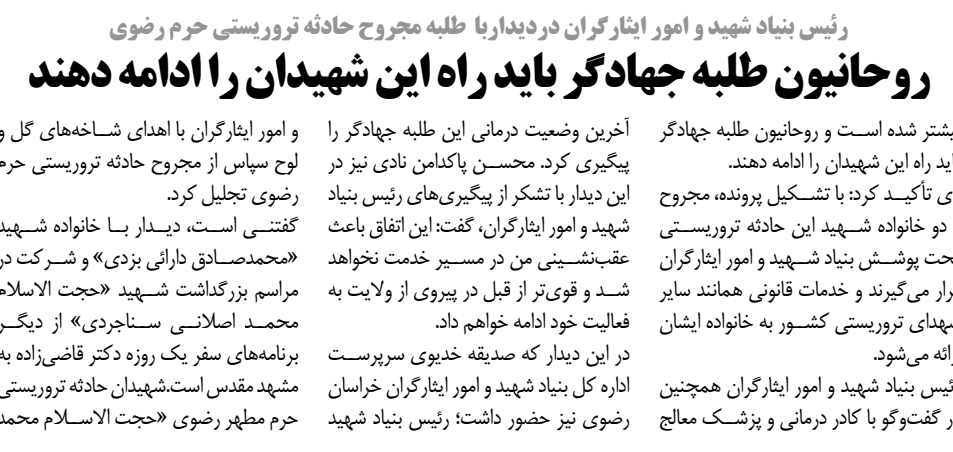 رئیس بنیاد شهید و امور ایثارگران در دیدار با طلبه مجروح حادثه تروریستی حرم رضوی
روحانیون طلبه جهادگر باید راه این شهیدان را ادامه دهند
شده است و روحانیون طلبه جهادگر
راه این شهیدان را ادامه دهند.
تأکید کرد: با تشکیل پرونده، مجروح
دو خانواده شهید این حادثه تروریستی
پوشش بنیاد شهید و امور ایثارگران
می‌گیرند و خدمات قانونی همانند سایر
تروریستی کشور به خانواده ایشان
می‌شود.
بنیاد شهید و امور ایثارگران همچنین
گفت‌وگو با کادر درمانی و پزشک معالج
آخرین وضعیت درمانی این طلبه جهادگر را
پیگیری کرد. محسن پاکدامن نادی نیز در
این دیدار با تشکر از پیگیری‌های رئیس بنیاد
شهید و امور ایثارگران، گفت: این اتفاق باعث
عقب‌نشینی من در مسیر خدمت نخواهد
شد و قوی‌تر از قبل در پیروی از ولایت به
فعالیت خود ادامه خواهم داد.
در این دیدار که صدیقه خدیوی سرپرست
اداره کل بنیاد شهید و امور ایثارگران خراسان
رضوی نیز حضور داشت؛ رئیس بنیاد شهید
و امور ایثارگران با اهدای شاخه‌های گل و
لوح سپاس از مجروح حادثه تروریستی حرم
رضوی تجلیل کرد.
گفتنی است، دیدار با خانواده شهید
«محمدصادق دارائی بزدی» و شرکت در
مراسم بزرگداشت شهید «حجت الاسلام
محمد اصلانی سناجردی» از دیگر
برنامه‌های سفر یک روزه دکتر قاضی‌زاده به
مشهد مقدس است.شهیدان حادثه تروریستی
حرم مطهر رضوی «حجت الاسلام محمد